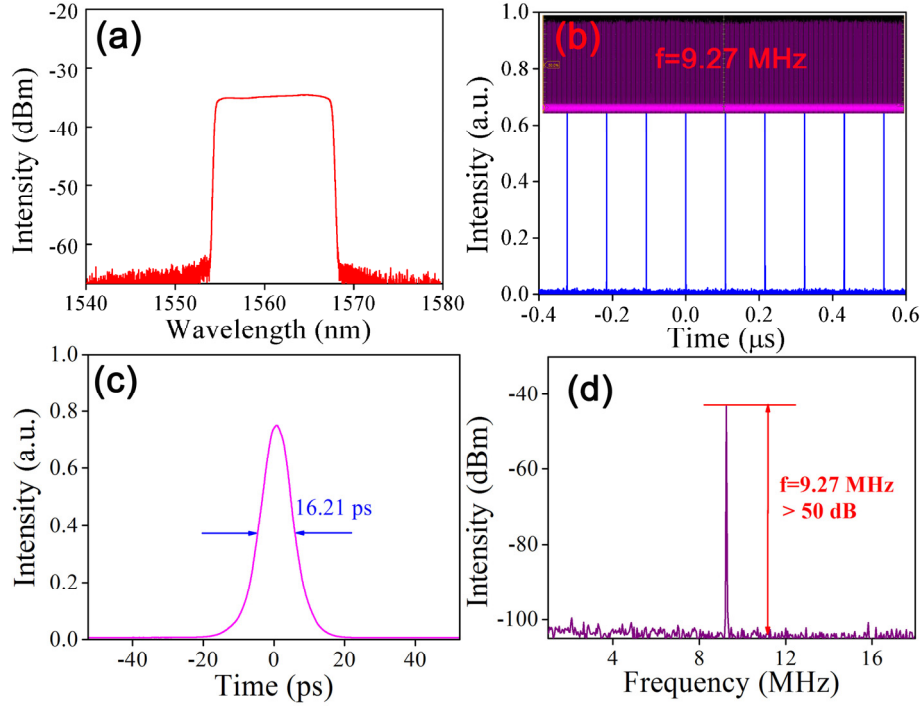 (a)
-20
-30
-40
-50
-60
Intensity (dBm)
1540 1550 1560 1570 1580
Wavelength (nm)
(b)
f=9.27 MHz
1.0
0.8
0.6
0.4
0.2
0.0
Intensity (a.u.)
-0.4 -0.2 0.0 0.2 0.4 0.6
Time (μs)
(c)
1.0
0.8
0.6
0.4
0.2
0.0
Intensity (a.u.)
16.21 ps
-40 -20 0 20 40
Time (ps)
(d)
-40
-60
-80
-100
Intensity (dBm)
f=9.27 MHz
> 50 dB
4 8 12 16
Frequency (MHz)